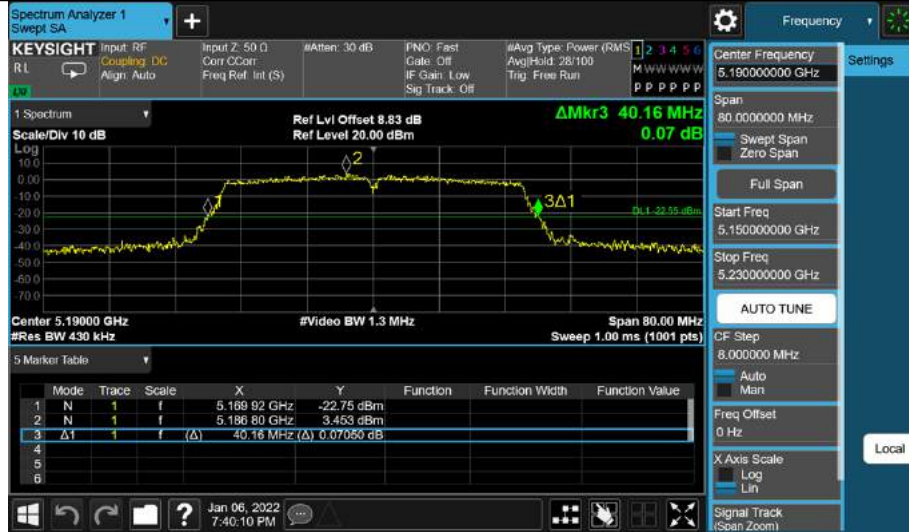 Spectrum Analyzer 1
Swept SA
+
Frequency
KEYSIGHT
RL
Input: RF
Coupling: DC
Align: Auto
Input Z: 50 Ω
Corr CCorr
Freq Ref: Int (S)
#Atten: 30 dB
PNO: Fast
Gate: Off
IF Gain: Low
Sig Track: Off
#Avg Type: Power (RMS
Avg|Hold: 28/100
Trig: Free Run
1 2 3 4 5 6
M W W W W W
P P P P P P
Center Frequency
5.190000000 GHz
Settings
Span
80.0000000 MHz
Swept Span
Zero Span
Full Span
Start Freq
5.150000000 GHz
Stop Freq
5.230000000 GHz
AUTO TUNE
CF Step
8.000000 MHz
Auto
Man
Freq Offset
0 Hz
X Axis Scale
Log
Lin
Signal Track
(Span Zoom)
Local
1 Spectrum
Scale/Div 10 dB
Ref Lvl Offset 8.83 dB
Ref Level 20.00 dBm
ΔMkr3 40.16 MHz
0.07 dB
Log
10.0
0.00
-10.0
-20.0
-30.0
-40.0
-50.0
-60.0
-70.0
1
2
3Δ1
DL1 -22.55 dBm
Center 5.19000 GHz
#Res BW 430 kHz
#Video BW 1.3 MHz
Span 80.00 MHz
Sweep 1.00 ms (1001 pts)
5 Marker Table
Mode Trace Scale X Y Function Function Width Function Value
1 N 1 f 5.169 92 GHz -22.75 dBm
2 N 1 f 5.186 80 GHz 3.453 dBm
3 Δ1 1 f (Δ) 40.16 MHz (Δ) 0.07050 dB
4
5
6
?
Jan 06, 2022
7:40:10 PM